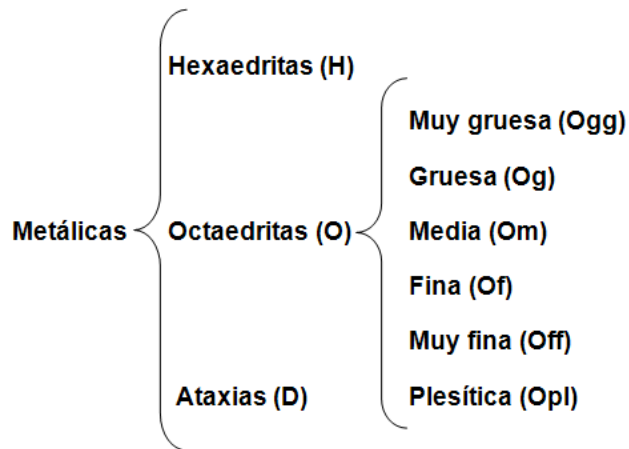 Metálicas
Hexaedritas (H)
Octaedritas (O)
Ataxias (D)
Muy gruesa (Ogg)
Gruesa (Og)
Media (Om)
Fina (Of)
Muy fina (Off)
Plesítica (Opl)